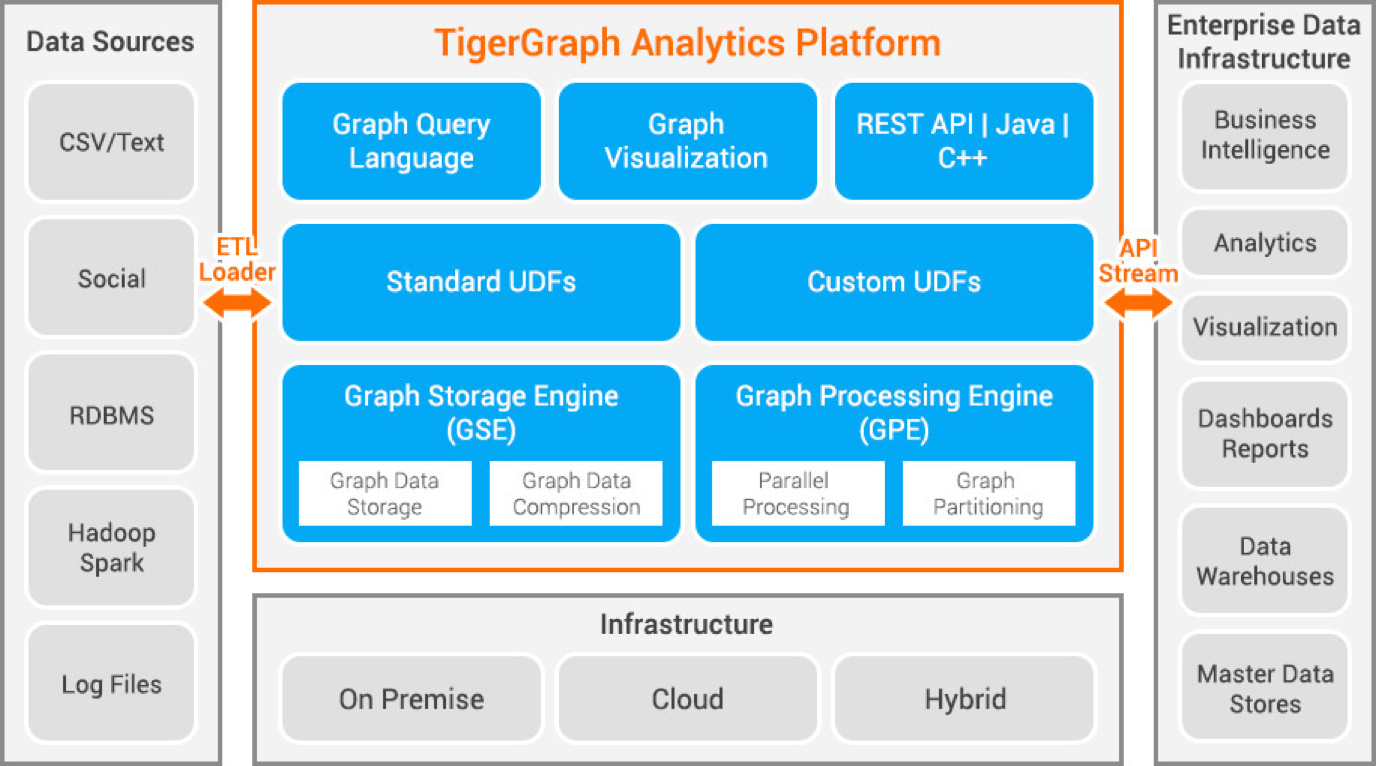 Data Sources
CSV/Text
Social
RDBMS
Hadoop
Spark
Log Files
ETL
Loader
TigerGraph Analytics Platform
Graph Query
Language
Graph
Visualization
REST API | Java |
C++
Standard UDFs
Custom UDFs
Graph Storage Engine
(GSE)
Graph Data
Storage
Graph Data
Compression
Graph Processing Engine
(GPE)
Parallel
Processing
Graph
Partitioning
Infrastructure
On Premise
Cloud
Hybrid
API
Stream
Enterprise Data
Infrastructure
Business
Intelligence
Analytics
Visualization
Dashboards
Reports
Data
Warehouses
Master Data
Stores